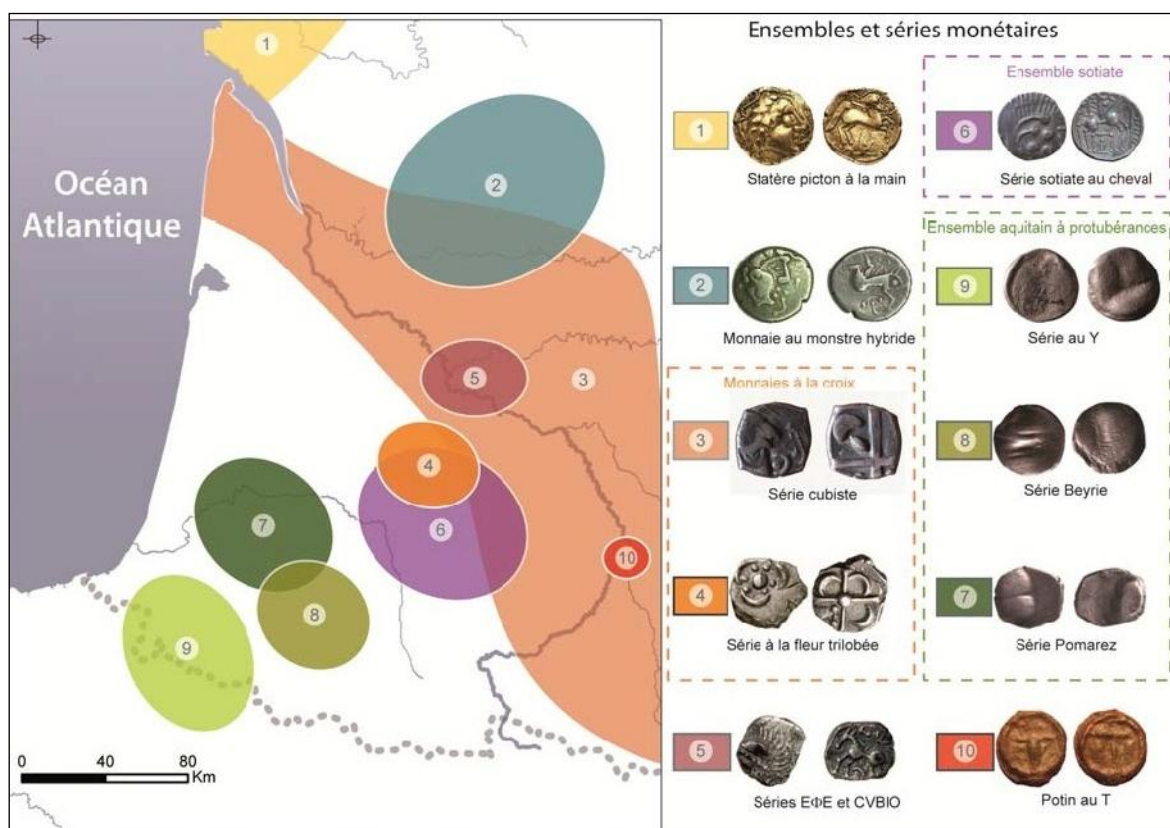 Océan
Atlantique
1
2
3
4
5
6
7
8
9
10
0 40 80
Km
Ensembles et séries monétaires
1
Statère picton à la main
2
Monnaie au monstre hybride
Monnaies à la croix
3
Série cubiste
4
Série à la fleur trilobée
5
Séries EΦE et CVBIO
Ensemble sotiate
6
Série sotiate au cheval
Ensemble aquitain à protubérances
9
Série au Y
8
Série Beyrie
7
Série Pomarez
10
Potin au T